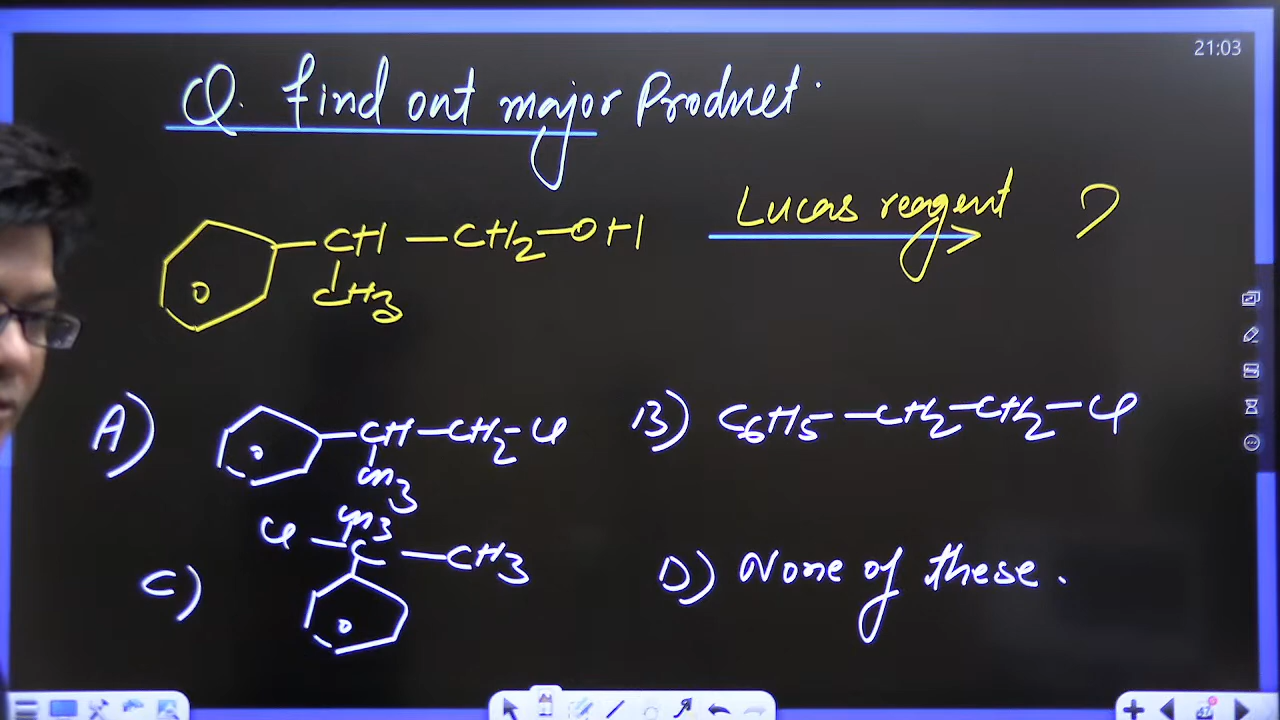 21:03
Q. Find out major Product.
CH — CH2 — OH Lucas reagent ?
CH3
A) CH — CH2 - Cl B) C6H5 — CH2 — CH2 — Cl
CH3
CH3
Cl — C — CH3
C) D) None of these.